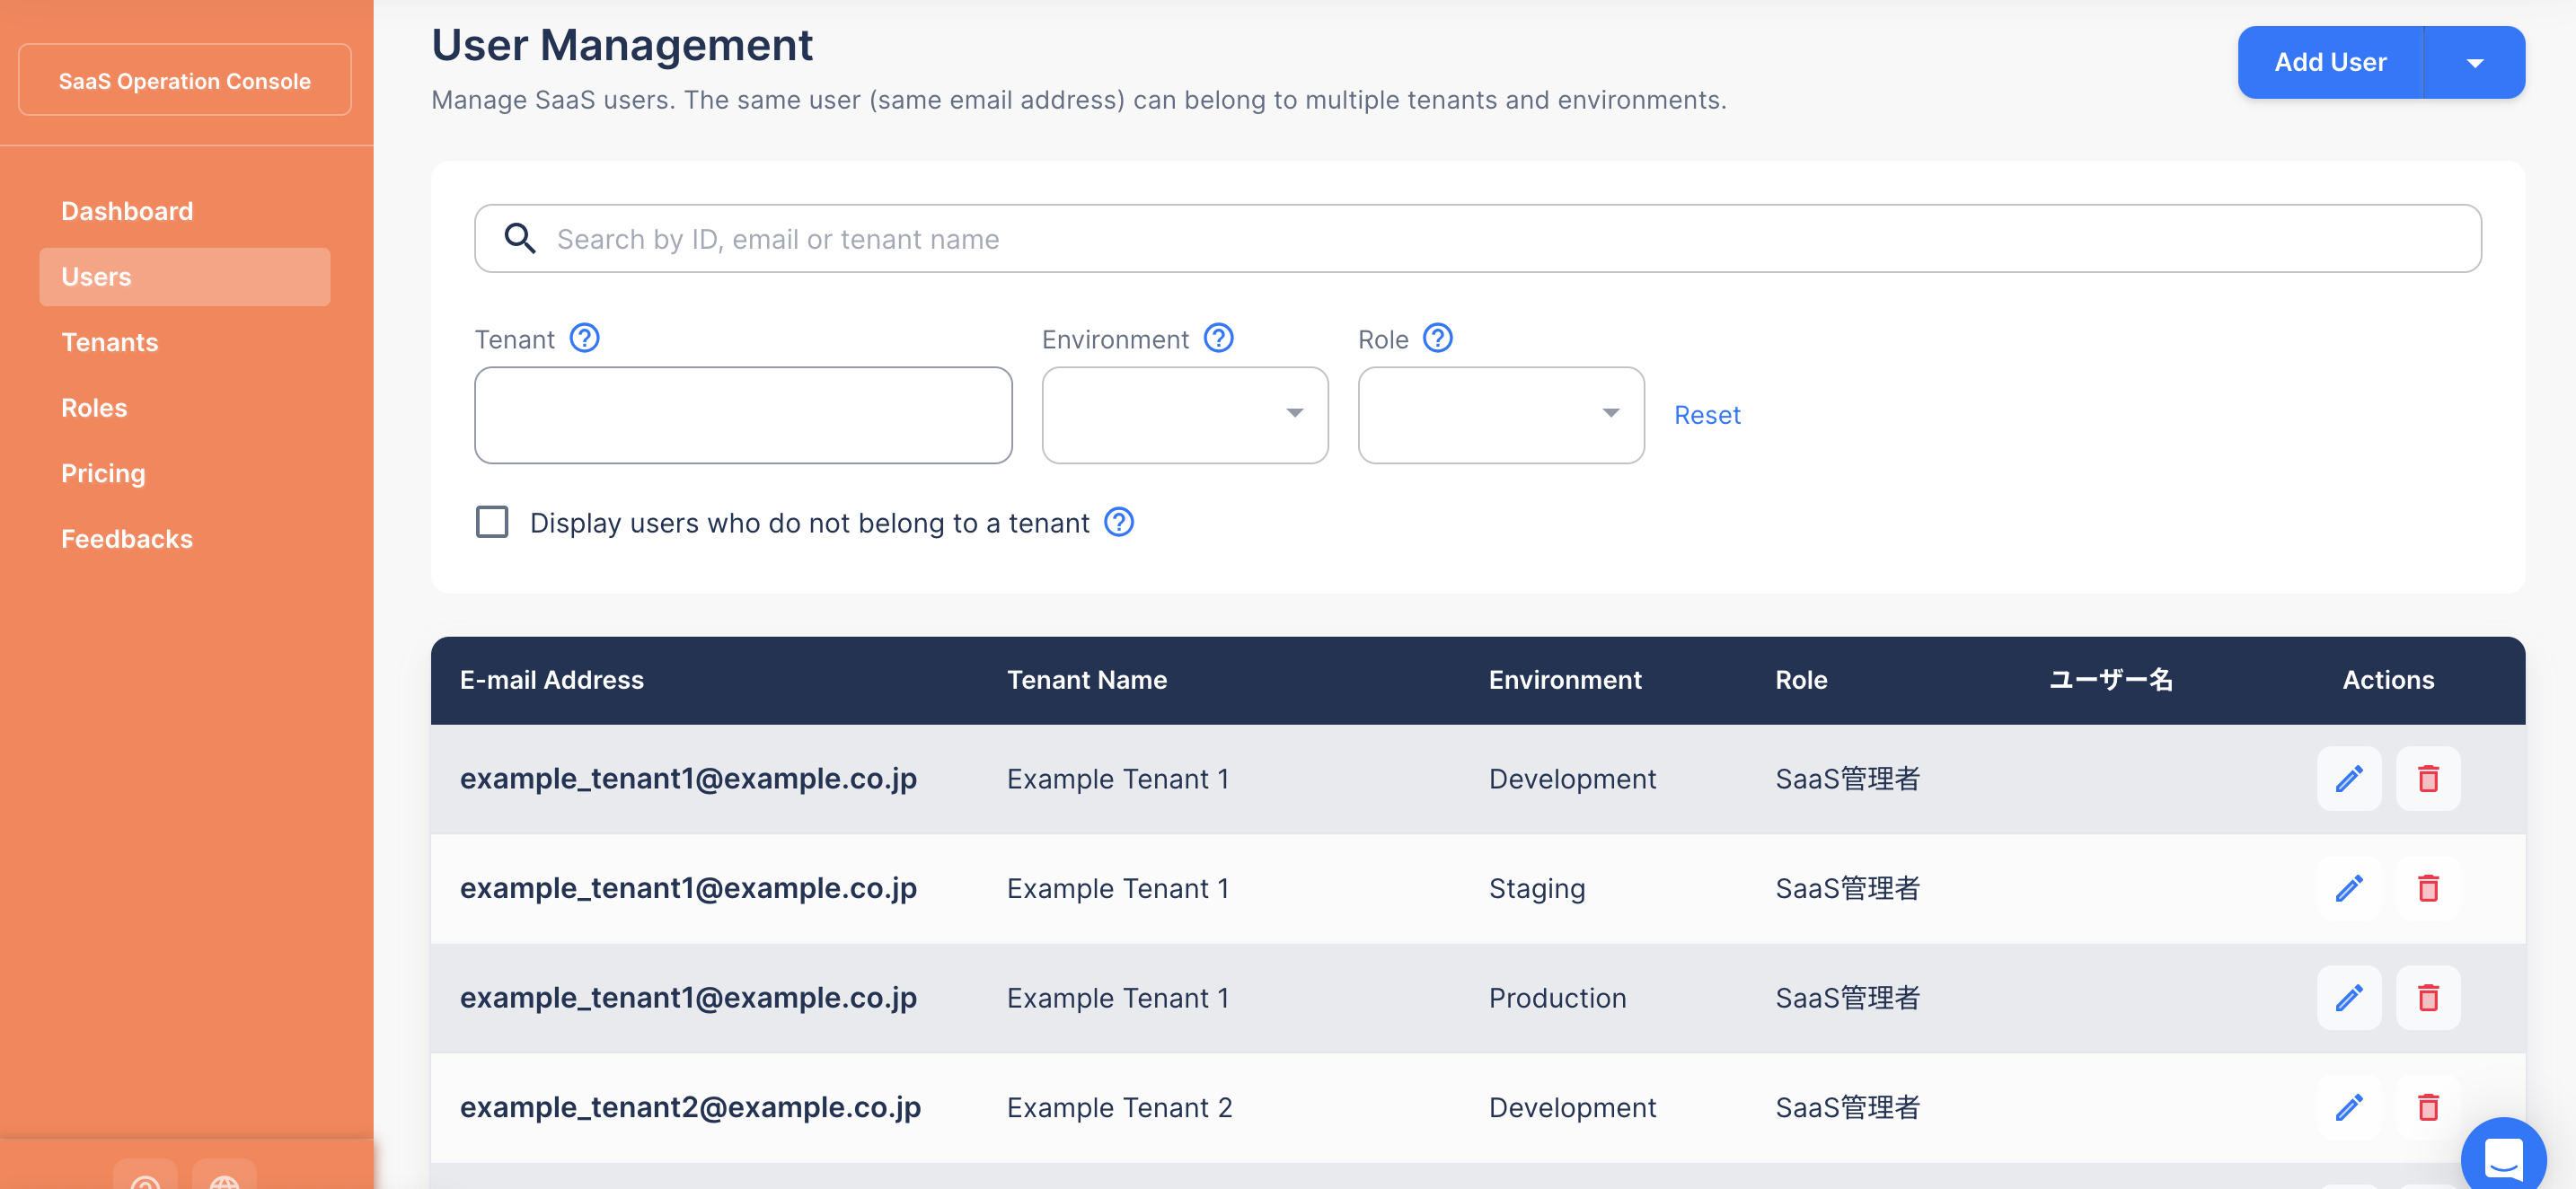 SaaS Operation Console
Dashboard
Users
Tenants
Roles
Pricing
Feedbacks
User Management
Manage SaaS users. The same user (same email address) can belong to multiple tenants and environments.
Add User
Search by ID, email or tenant name
Tenant
Environment
Role
Reset
Display users who do not belong to a tenant
E-mail Address Tenant Name Environment Role ユーザー名 Actions
example_tenant1@example.co.jp Example Tenant 1 Development SaaS管理者
example_tenant1@example.co.jp Example Tenant 1 Staging SaaS管理者
example_tenant1@example.co.jp Example Tenant 1 Production SaaS管理者
example_tenant2@example.co.jp Example Tenant 2 Development SaaS管理者